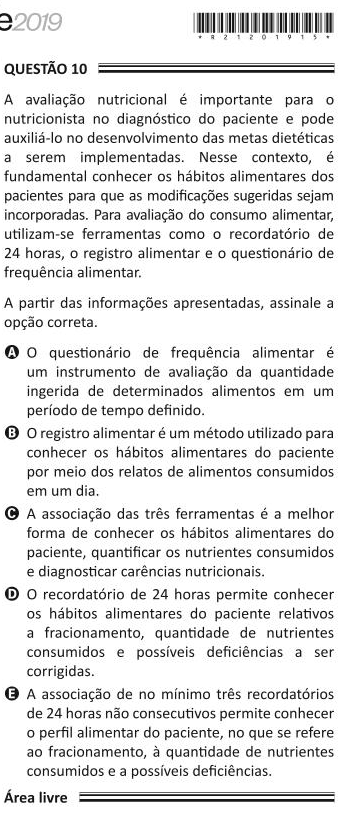 e2019
* R 2 1 2 0 1 9 1 5 *
QUESTÃO 10
A avaliação nutricional é importante para o
nutricionista no diagnóstico do paciente e pode
auxiliá-lo no desenvolvimento das metas dietéticas
a serem implementadas. Nesse contexto, é
fundamental conhecer os hábitos alimentares dos
pacientes para que as modificações sugeridas sejam
incorporadas. Para avaliação do consumo alimentar,
utilizam-se ferramentas como o recordatório de
24 horas, o registro alimentar e o questionário de
frequência alimentar.
A partir das informações apresentadas, assinale a
opção correta.
A O questionário de frequência alimentar é
um instrumento de avaliação da quantidade
ingerida de determinados alimentos em um
período de tempo definido.
B O registro alimentar é um método utilizado para
conhecer os hábitos alimentares do paciente
por meio dos relatos de alimentos consumidos
em um dia.
C A associação das três ferramentas é a melhor
forma de conhecer os hábitos alimentares do
paciente, quantificar os nutrientes consumidos
e diagnosticar carências nutricionais.
D O recordatório de 24 horas permite conhecer
os hábitos alimentares do paciente relativos
a fracionamento, quantidade de nutrientes
consumidos e possíveis deficiências a ser
corrigidas.
E A associação de no mínimo três recordatórios
de 24 horas não consecutivos permite conhecer
o perfil alimentar do paciente, no que se refere
ao fracionamento, à quantidade de nutrientes
consumidos e a possíveis deficiências.
Área livre